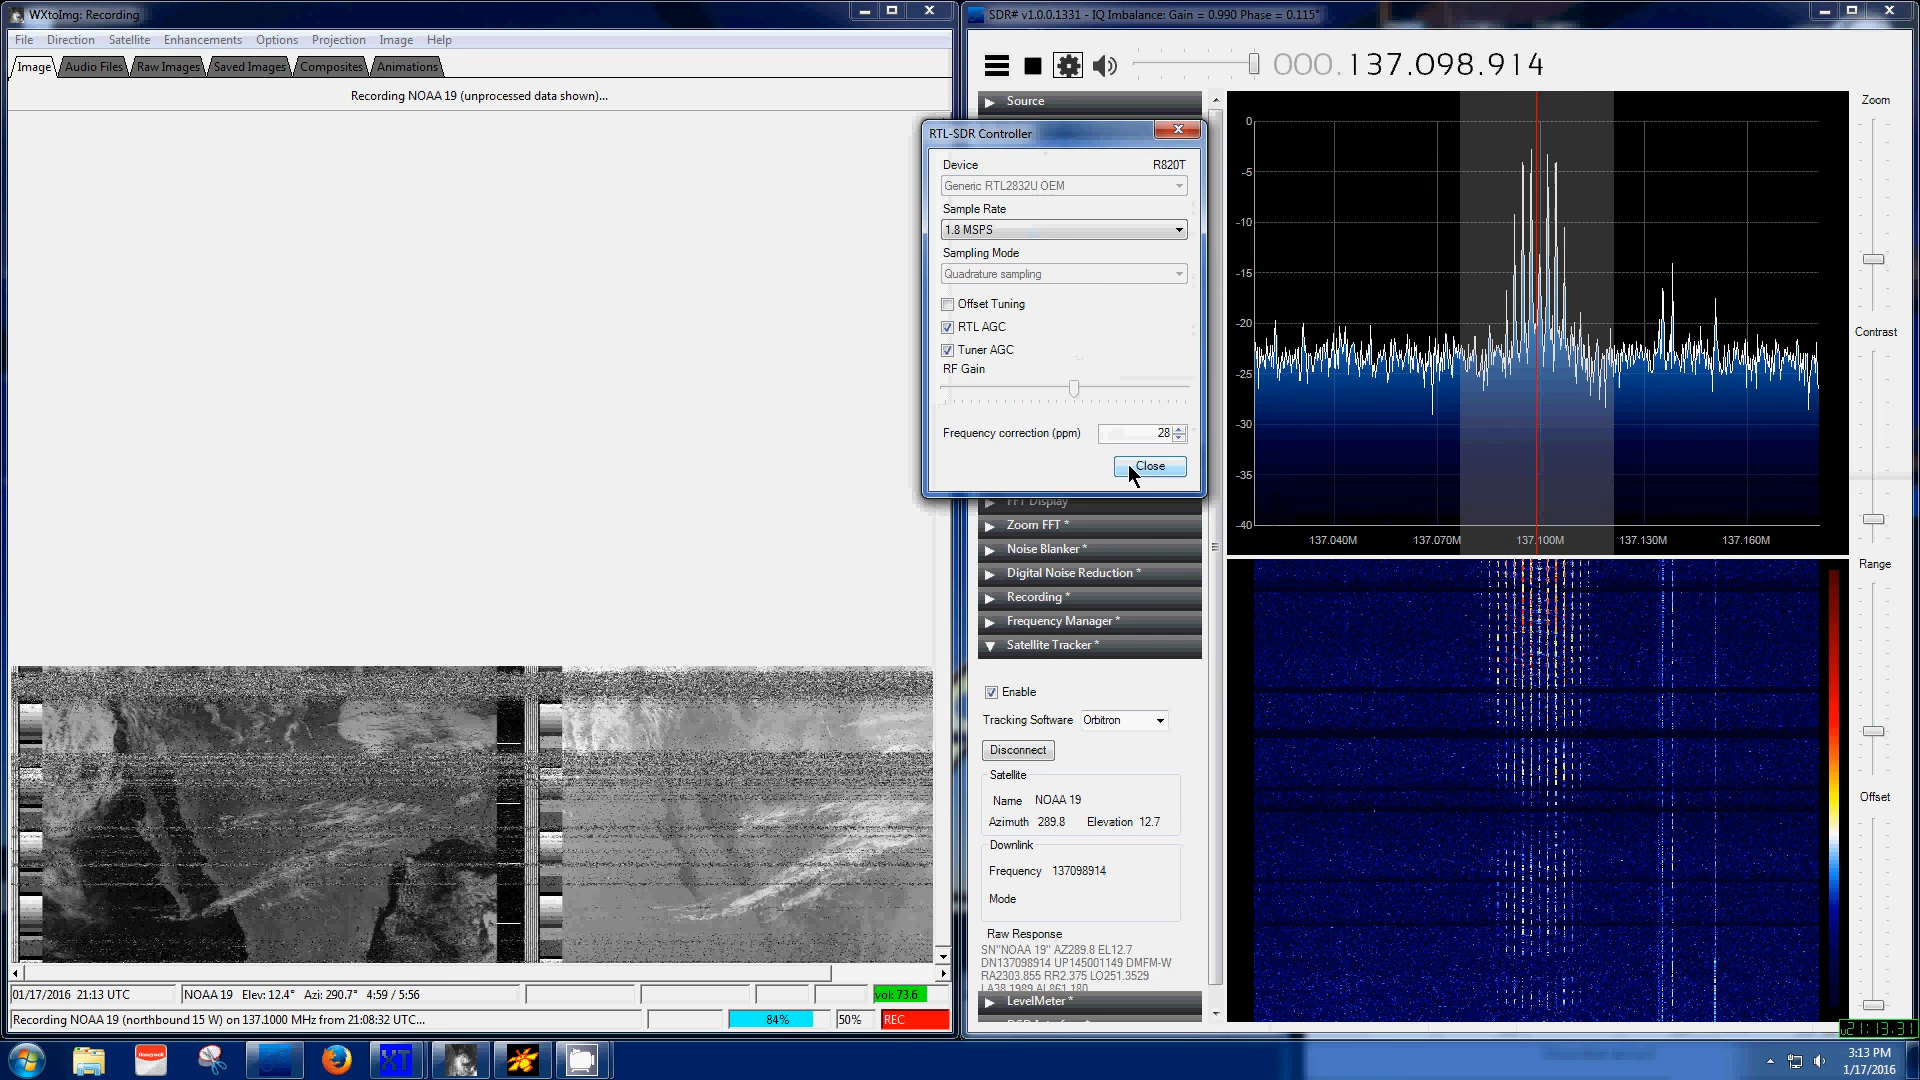 WXtoImg: Recording
File Direction Satellite Enhancements Options Projection Image Help
Image Audio Files Raw Images Saved Images Composites Animations
Recording NOAA 19 (unprocessed data shown)...
01/17/2016 21:13 UTC
NOAA 19 Elev: 12.4° Azi: 290.7° 4:59 / 5:56
vol: 73.6
Recording NOAA 19 (northbound 15 W) on 137.1000 MHz from 21:08:32 UTC...
84%
50%
REC
SDR# v1.0.0.1331 - IQ Imbalance: Gain = 0.990 Phase = 0.115°
000.137.098.914
Source
RTL-SDR Controller
Device R820T
Generic RTL2832U OEM
Sample Rate
1.8 MSPS
Sampling Mode
Quadrature sampling
Offset Tuning
RTL AGC
Tuner AGC
RF Gain
Frequency correction (ppm) 28
Close
FFT Display
Zoom FFT *
Noise Blanker *
Digital Noise Reduction *
Recording *
Frequency Manager *
Satellite Tracker *
Enable
Tracking Software Orbitron
Disconnect
Satellite
Name NOAA 19
Azimuth 289.8 Elevation 12.7
Downlink
Frequency 137098914
Mode
Raw Response
SN"NOAA 19" AZ289.8 EL12.7
DN137098914 UP145001149 DMFM-W
RA2303.855 RR2.375 LO251.3529
LA38.1989 AL861.180
LevelMeter *
0
-5
-10
-15
-20
-25
-30
-35
-40
137.040M 137.070M 137.100M 137.130M 137.160M
Zoom
Contrast
Range
Offset
u21:13.31
XT
Honeywell
3:13 PM
1/17/2016